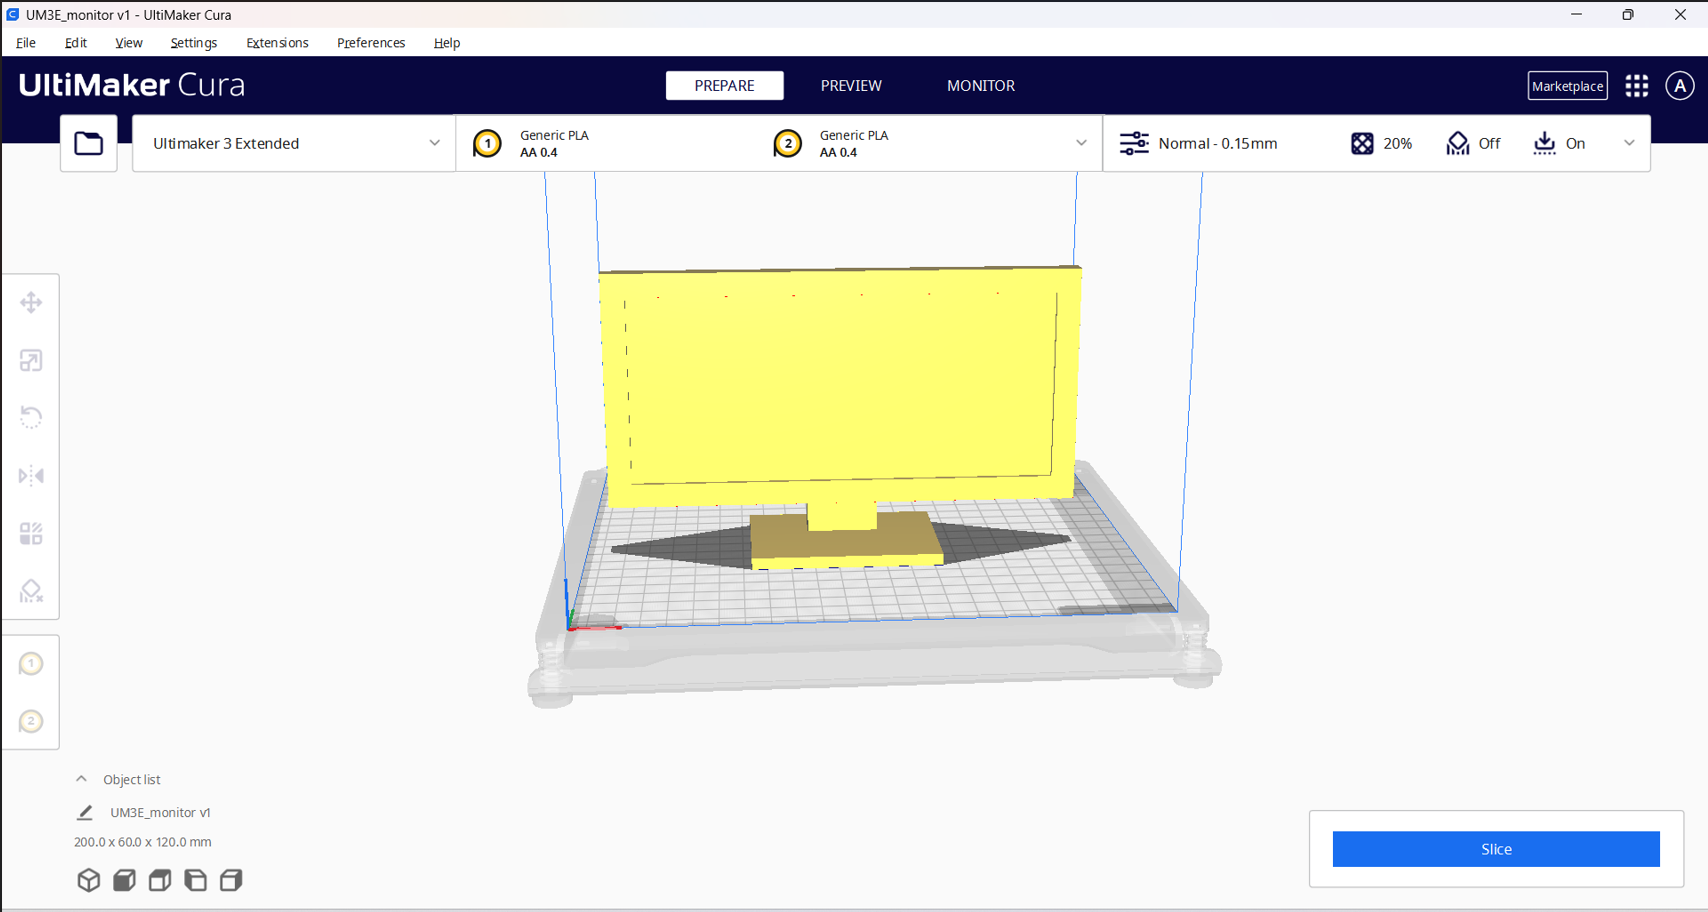 UM3E_monitor v1 - UltiMaker Cura
File Edit View Settings Extensions Preferences Help
UltiMaker Cura
PREPARE PREVIEW MONITOR
Marketplace
A
Ultimaker 3 Extended
1 Generic PLA
AA 0.4
2 Generic PLA
AA 0.4
Normal - 0.15mm
20%
Off
On
1
2
Object list
UM3E_monitor v1
200.0 x 60.0 x 120.0 mm
Slice